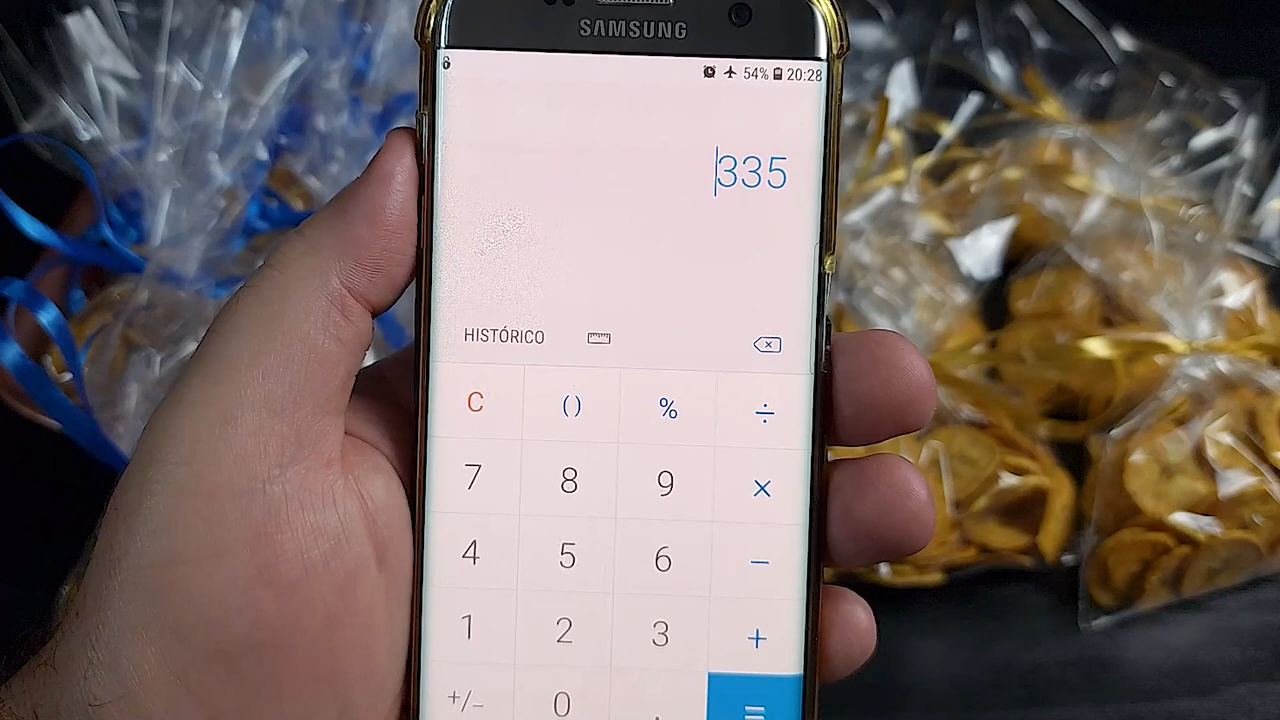 SAMSUNG
54% 20:28
335
HISTÓRICO
C () % ÷
7 8 9 ×
4 5 6 −
1 2 3 +
+/− 0 . =